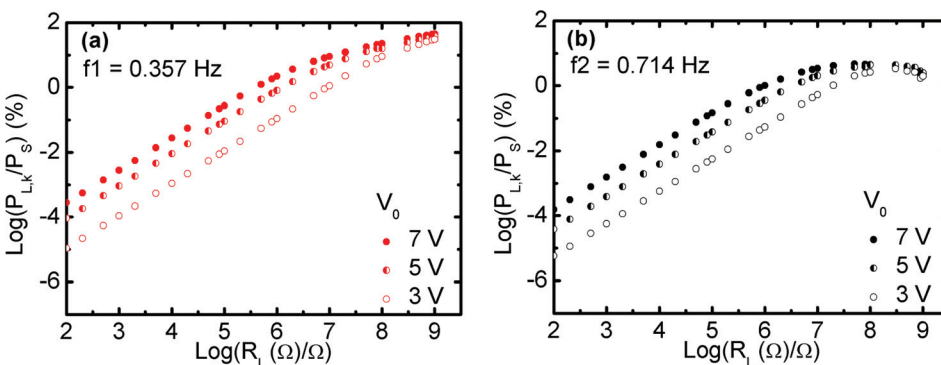 (a)
f1 = 0.357 Hz
Log(P_L,k/P_S) (%)
2
0
-2
-4
-6
V_0
7 V
5 V
3 V
2 3 4 5 6 7 8 9
Log(R_L(Ω)/Ω)
(b)
f2 = 0.714 Hz
Log(P_L,k/P_S) (%)
2
0
-2
-4
-6
V_0
7 V
5 V
3 V
2 3 4 5 6 7 8 9
Log(R_L(Ω)/Ω)